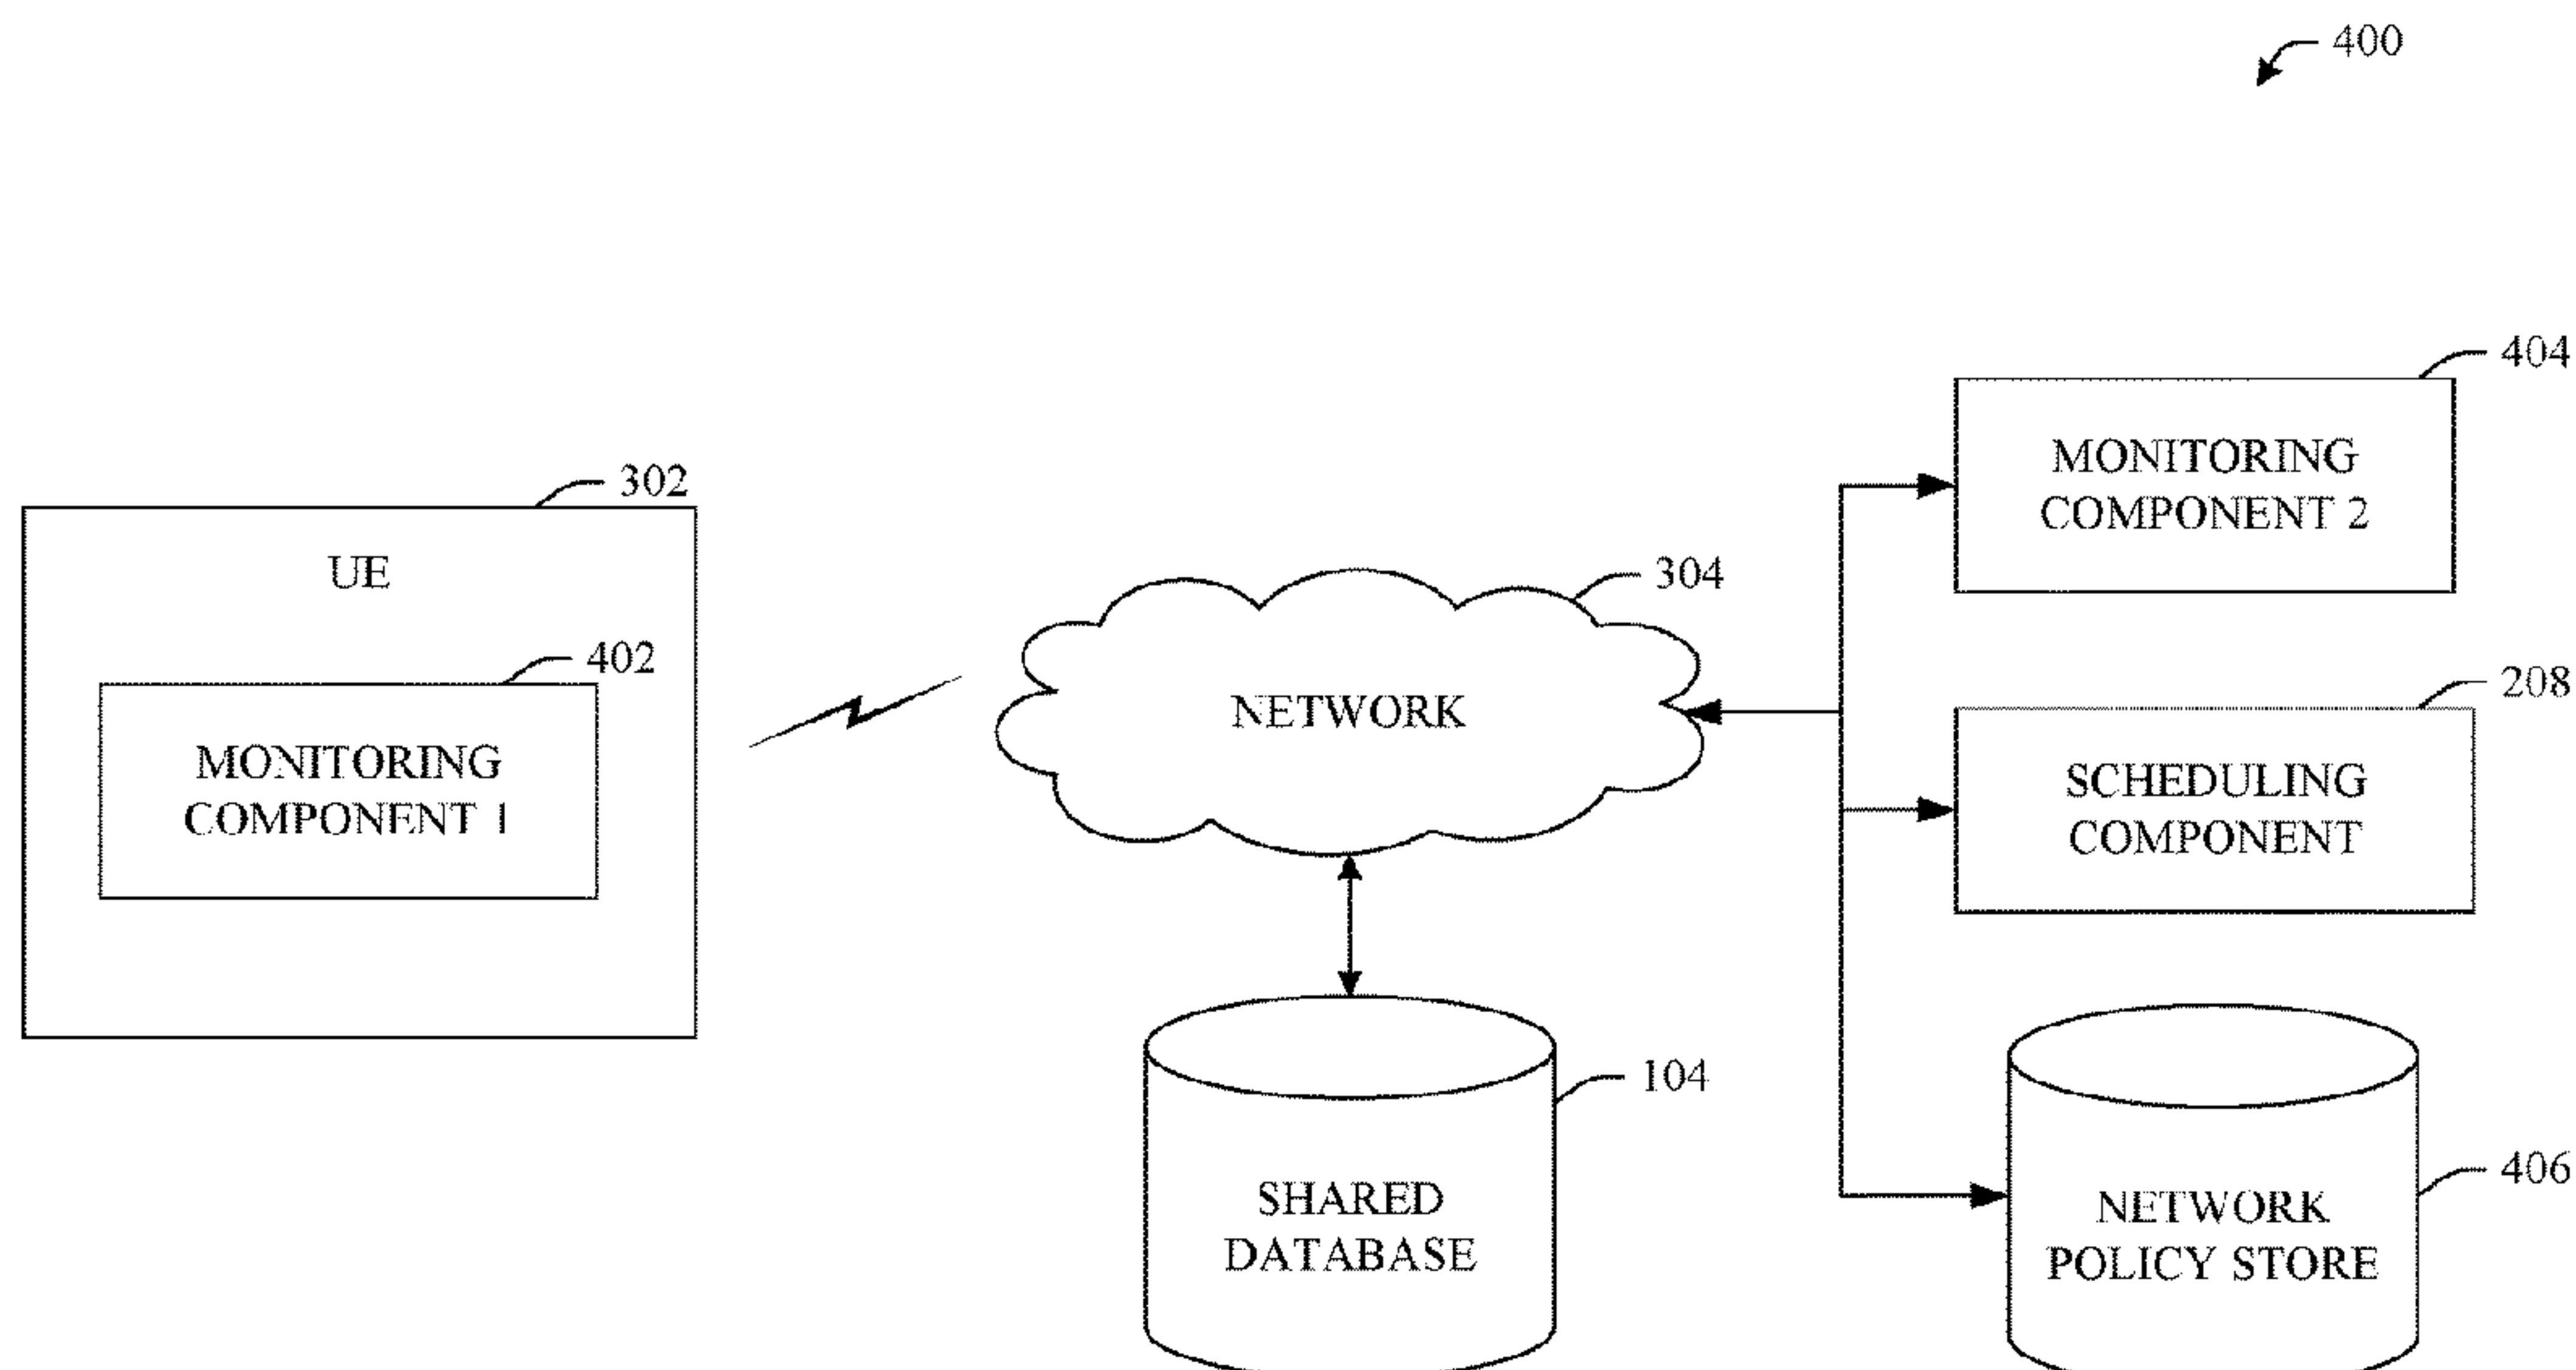 400
404
MONITORING
COMPONENT 2
302
UE
304
402
208
MONITORING
COMPONENT 1
NETWORK
SCHEDULING
COMPONENT
104
406
SHARED
DATABASE
NETWORK
POLICY STORE